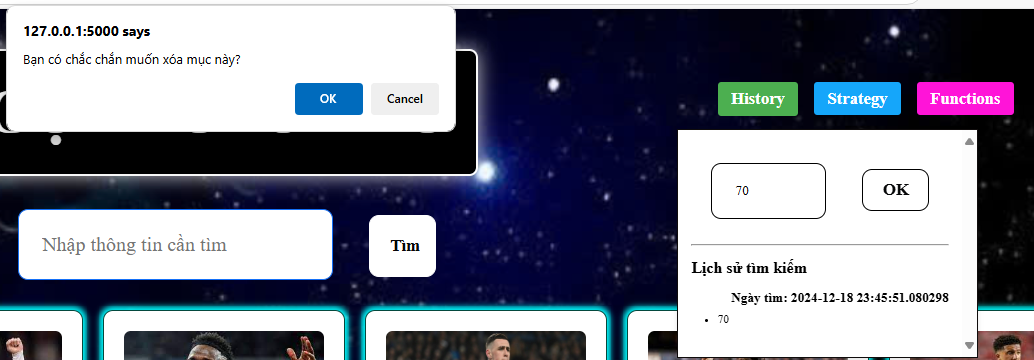 127.0.0.1:5000 says
Bạn có chắc chắn muốn xóa mục này?
OK
Cancel
History
Strategy
Functions
70
OK
Nhập thông tin cần tìm
Tìm
Lịch sử tìm kiếm
Ngày tìm: 2024-12-18 23:45:51.080298
70